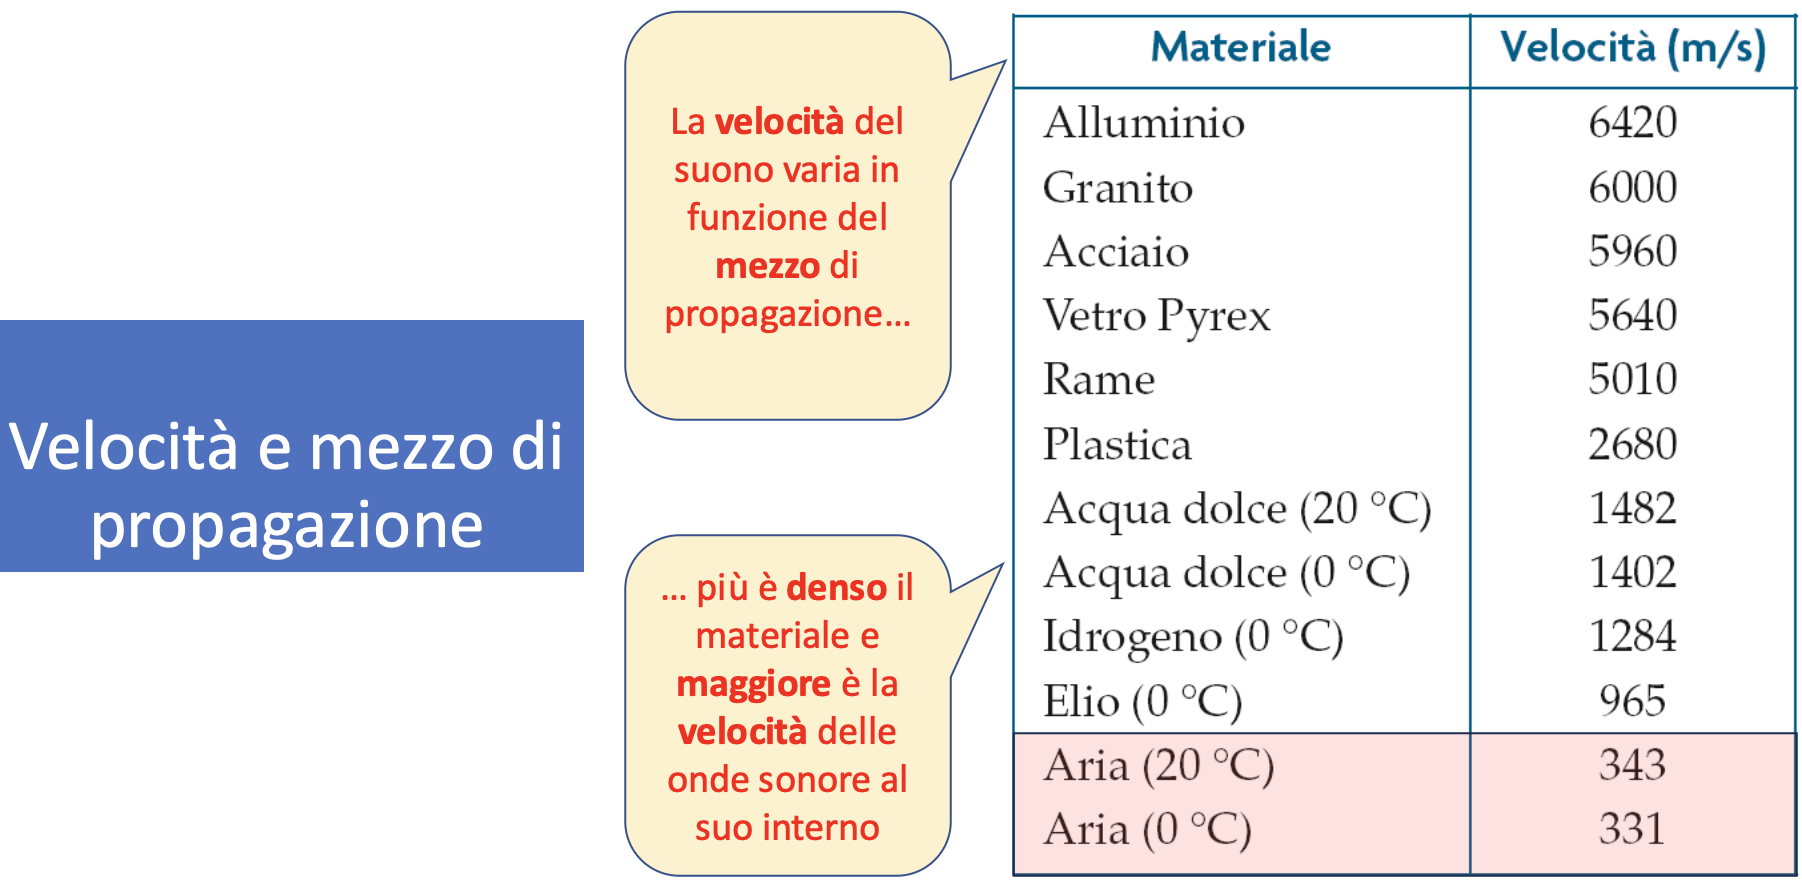 Velocità e mezzo di
propagazione
La velocità del
suono varia in
funzione del
mezzo di
propagazione...
... più è denso il
materiale e
maggiore è la
velocità delle
onde sonore al
suo interno
Materiale Velocità (m/s)
Alluminio 6420
Granito 6000
Acciaio 5960
Vetro Pyrex 5640
Rame 5010
Plastica 2680
Acqua dolce (20 °C) 1482
Acqua dolce (0 °C) 1402
Idrogeno (0 °C) 1284
Elio (0 °C) 965
Aria (20 °C) 343
Aria (0 °C) 331